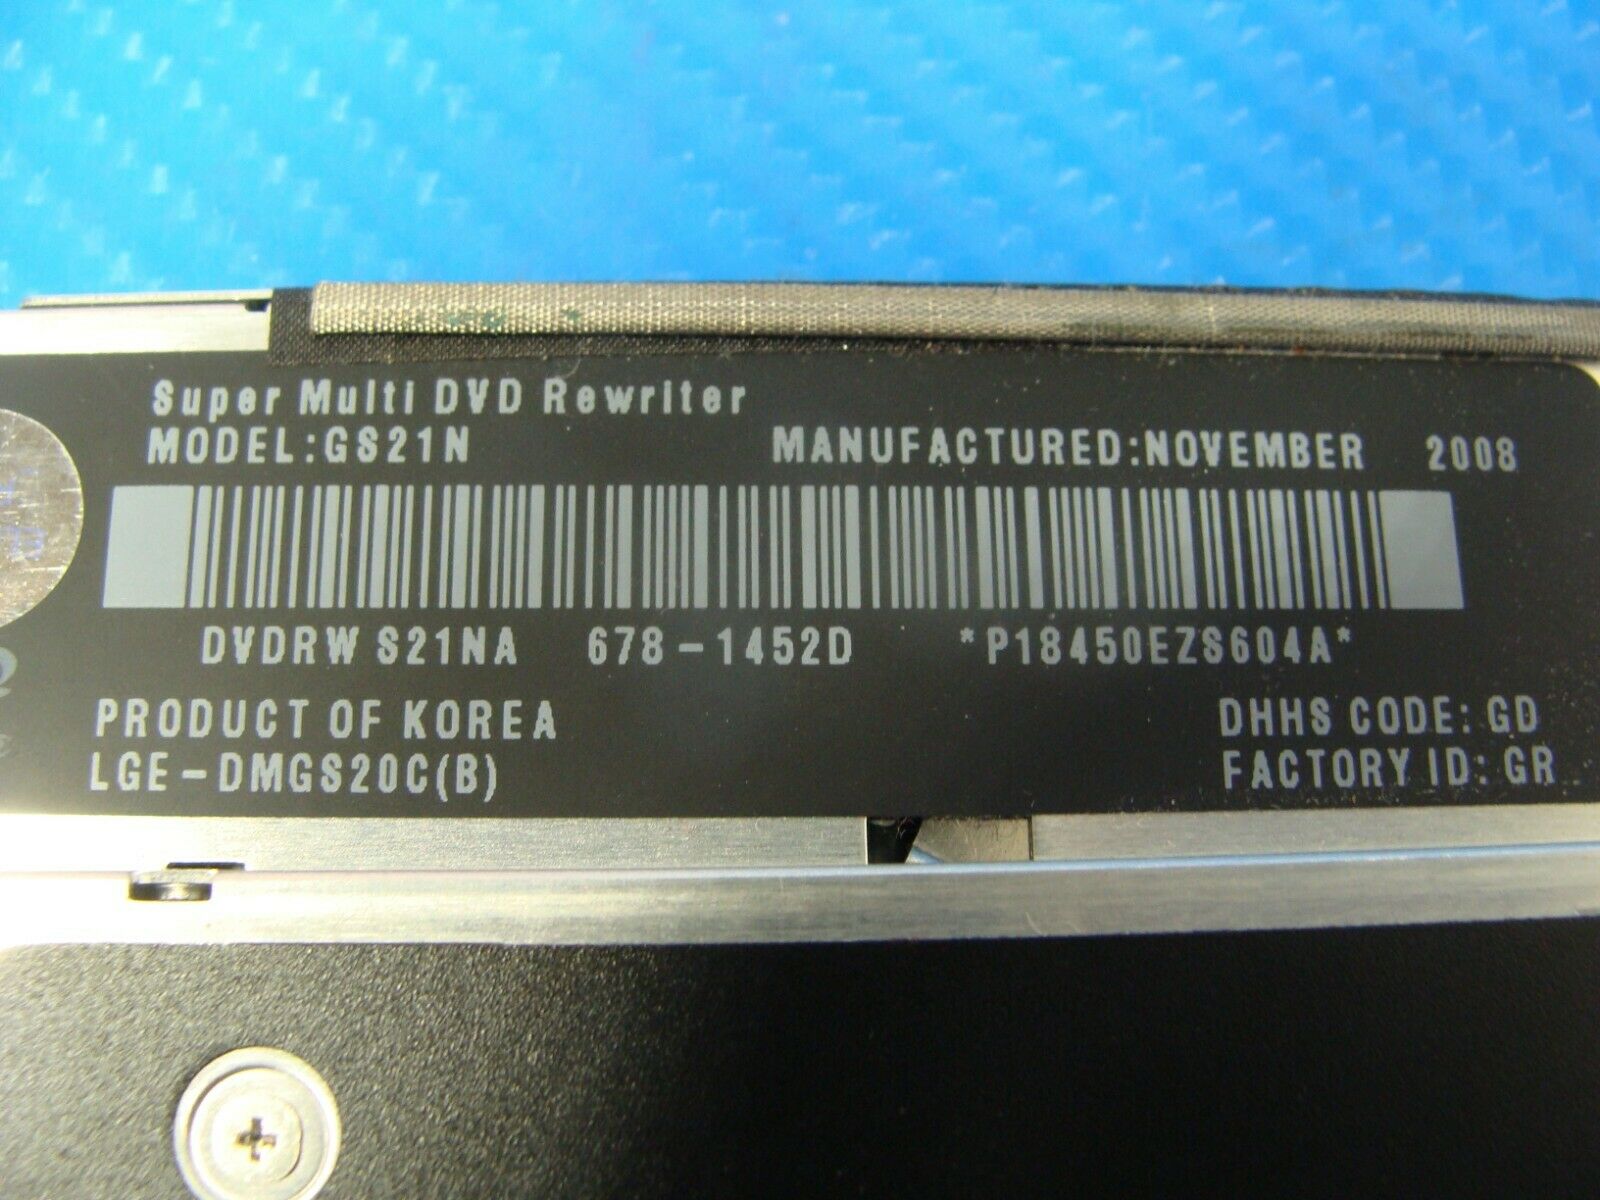 Super Multi DVD Rewriter
MODEL:GS21N MANUFACTURED:NOVEMBER 2008
DVDRW S21NA 678-1452D *P18450EZS604A*
PRODUCT OF KOREA DHHS CODE: GD
LGE-DMGS20C(B) FACTORY ID: GR